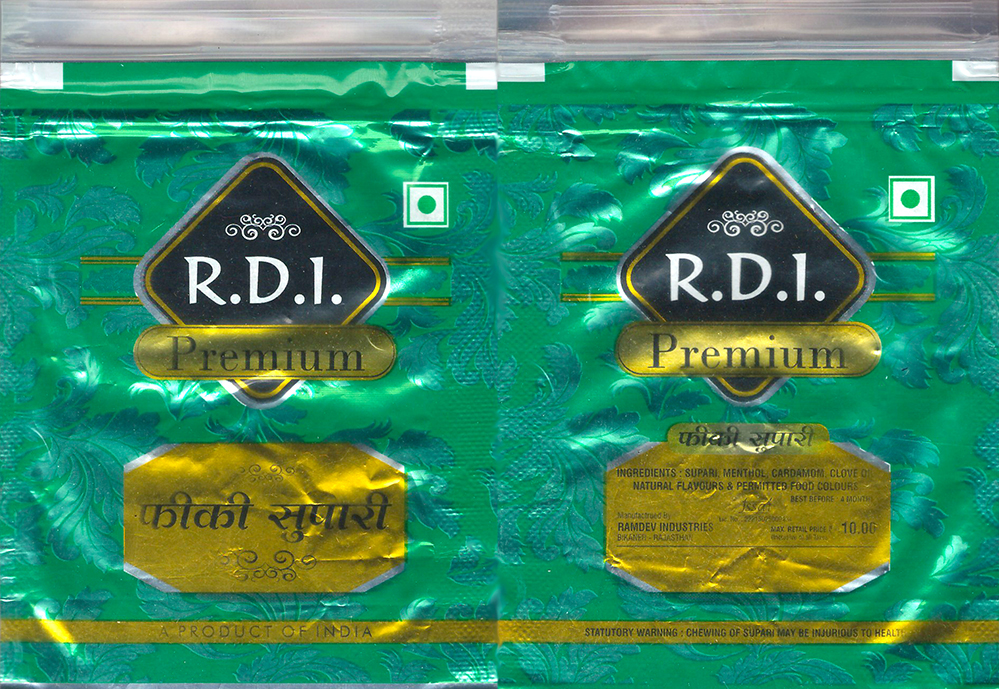 R.D.I.
Premium
फीकी सुपारी
A PRODUCT OF INDIA
R.D.I.
Premium
फीकी सुपारी
INGREDIENTS : SUPARI, MENTHOL, CARDAMOM, CLOVE OIL
NATURAL FLAVOURS & PERMITTED FOOD COLOURS
BEST BEFORE 4 MONTHS
Manufactroed by:
RAMDEV INDUSTRIES
BIKANER - RAJASTHAN
MAX. RETAIL PRICE ₹ 10.00
STATUTORY WARNING : CHEWING OF SUPARI MAY BE INJURIOUS TO HEALTH